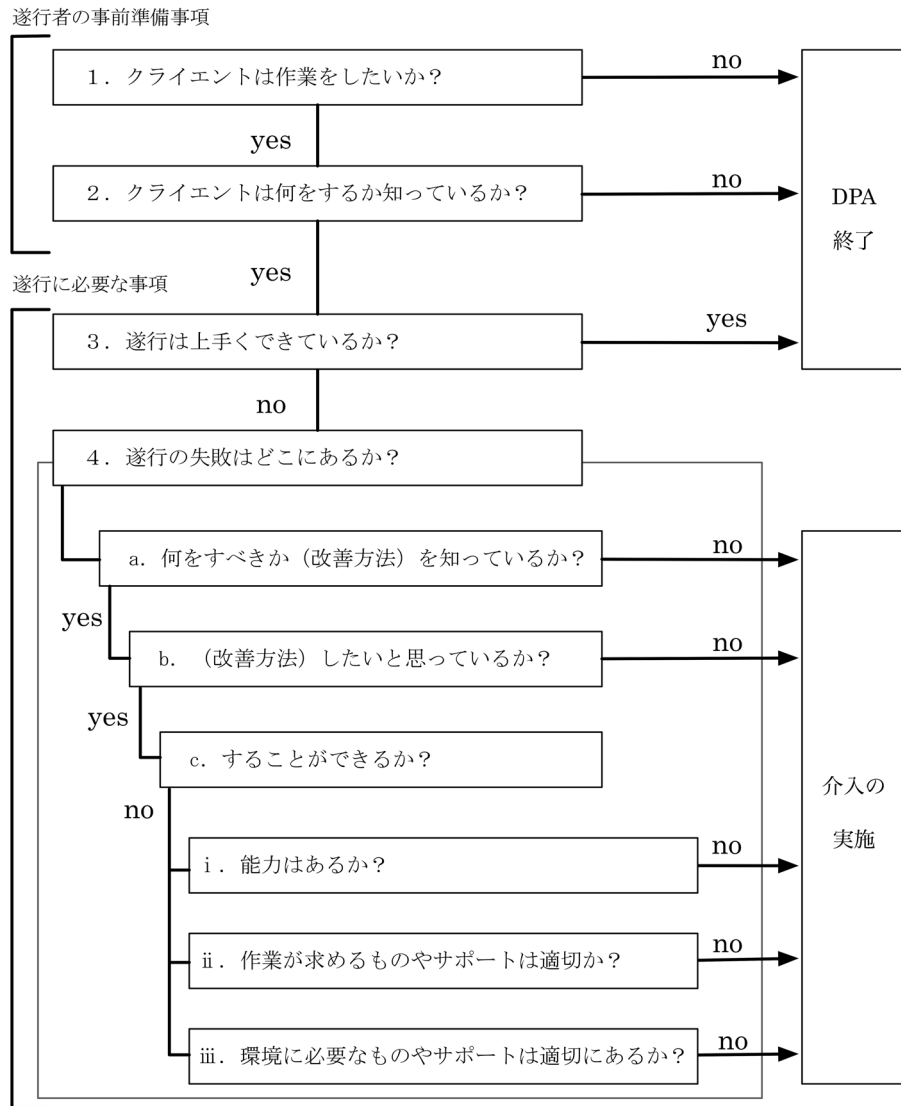 遂行者の事前準備事項
１．クライエントは作業をしたいか？
no
yes
２．クライエントは何をするか知っているか？
no
DPA
終了
yes
遂行に必要な事項
３．遂行は上手くできているか？
yes
no
４．遂行の失敗はどこにあるか？
a．何をすべきか（改善方法）を知っているか？
no
yes
b．（改善方法）したいと思っているか？
no
yes
c．することができるか？
no
介入の
実施
ⅰ．能力はあるか？
no
ⅱ．作業が求めるものやサポートは適切か？
no
ⅲ．環境に必要なものやサポートは適切にあるか？
no